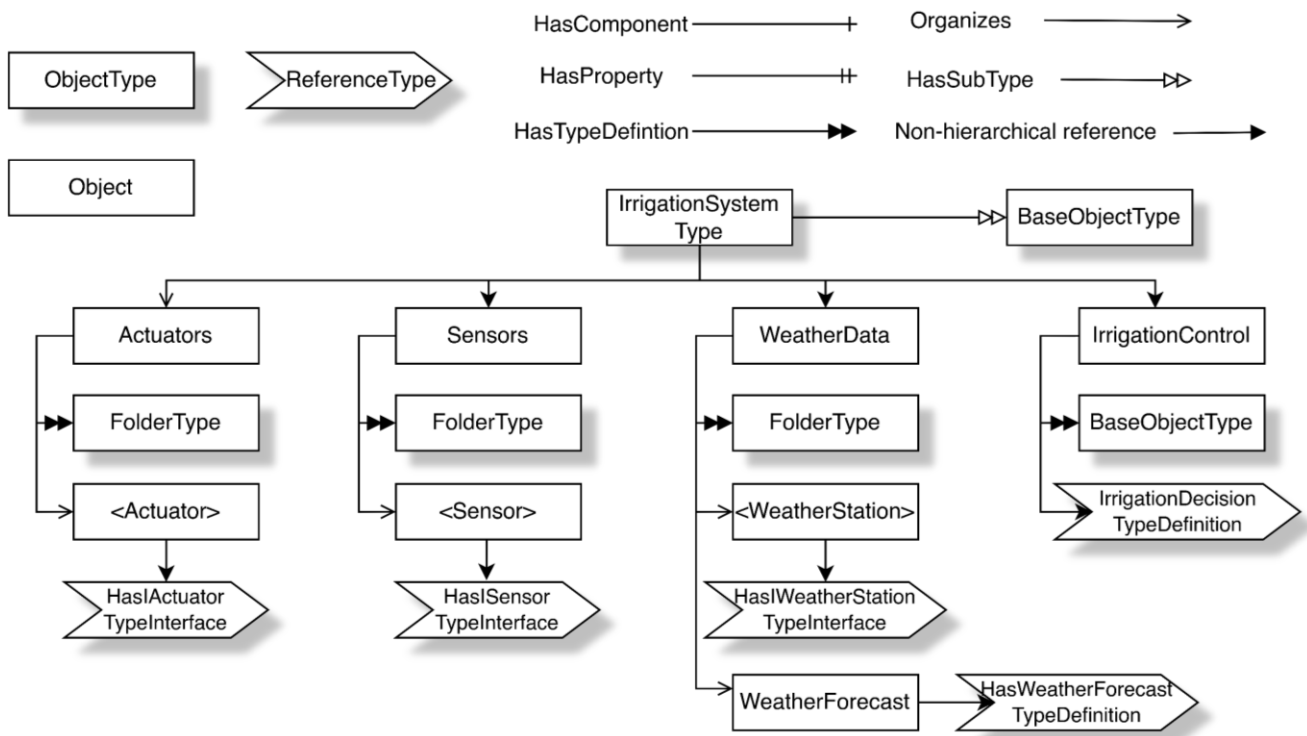 HasComponent
Organizes
ObjectType
ReferenceType
HasProperty
HasSubType
HasTypeDefintion
Non-hierarchical reference
Object
IrrigationSystem
Type
BaseObjectType
Actuators
Sensors
WeatherData
IrrigationControl
FolderType
FolderType
FolderType
BaseObjectType
<Actuator>
<Sensor>
<WeatherStation>
IrrigationDecision
TypeDefinition
HasIActuator
TypeInterface
HasISensor
TypeInterface
HasIWeatherStation
TypeInterface
WeatherForecast
HasWeatherForecast
TypeDefinition